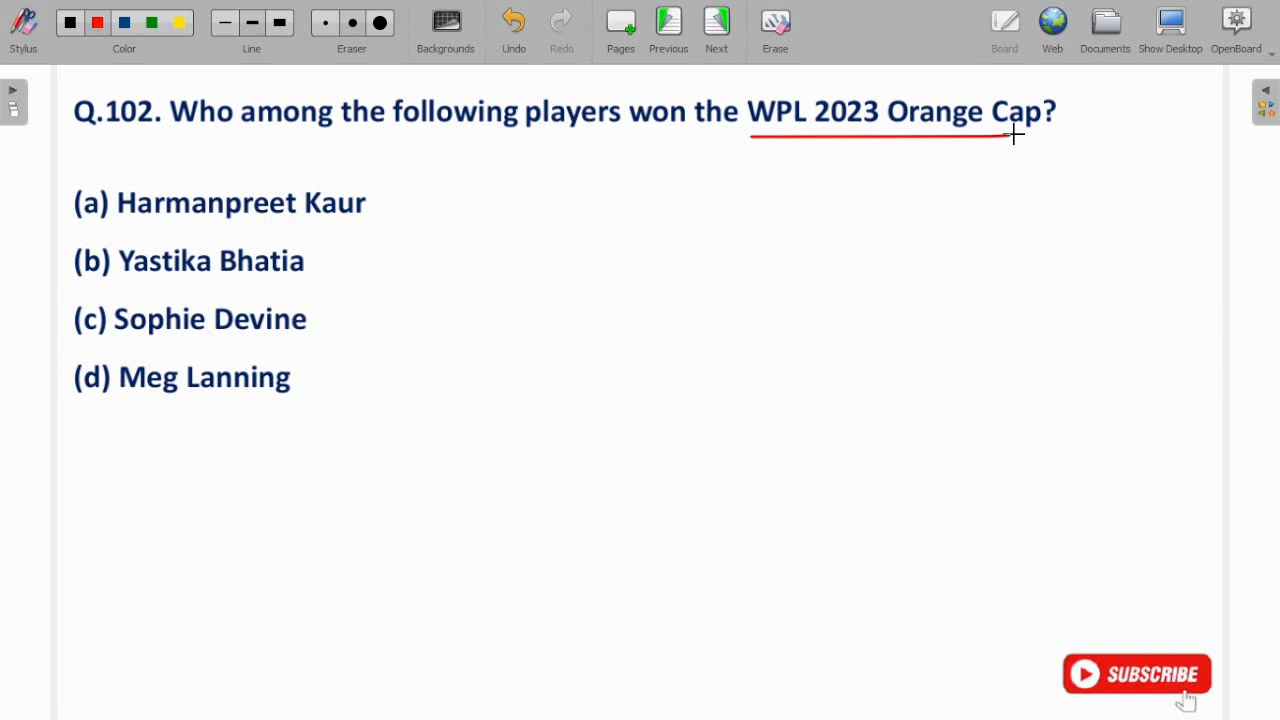 Stylus
Color
Line
Eraser
Backgrounds
Undo
Redo
Pages
Previous
Next
Erase
Board
Web
Documents
Show Desktop
OpenBoard
Q.102. Who among the following players won the WPL 2023 Orange Cap?
(a) Harmanpreet Kaur
(b) Yastika Bhatia
(c) Sophie Devine
(d) Meg Lanning
SUBSCRIBE